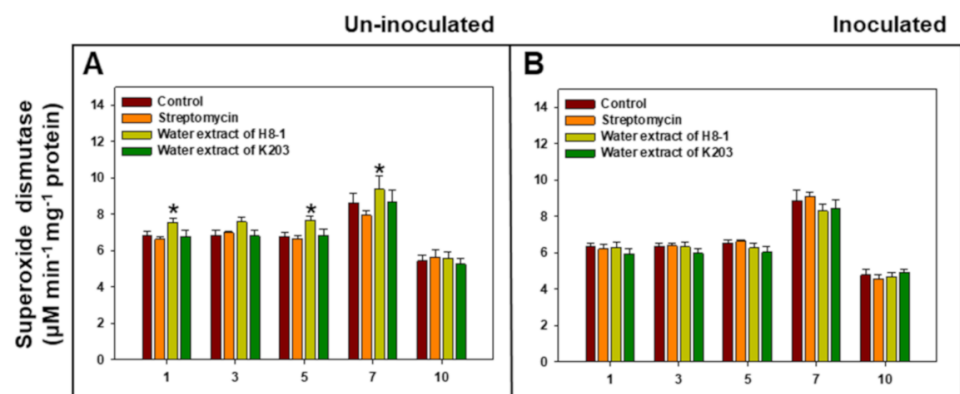 Un-inoculated
Inoculated
Superoxide dismutase
(µM min-1 mg-1 protein)
A
14
12
10
8
6
4
2
0
Control
Streptomycin
Water extract of H8-1
Water extract of K203
*
*
*
1 3 5 7 10
B
14
12
10
8
6
4
2
0
Control
Streptomycin
Water extract of H8-1
Water extract of K203
1 3 5 7 10